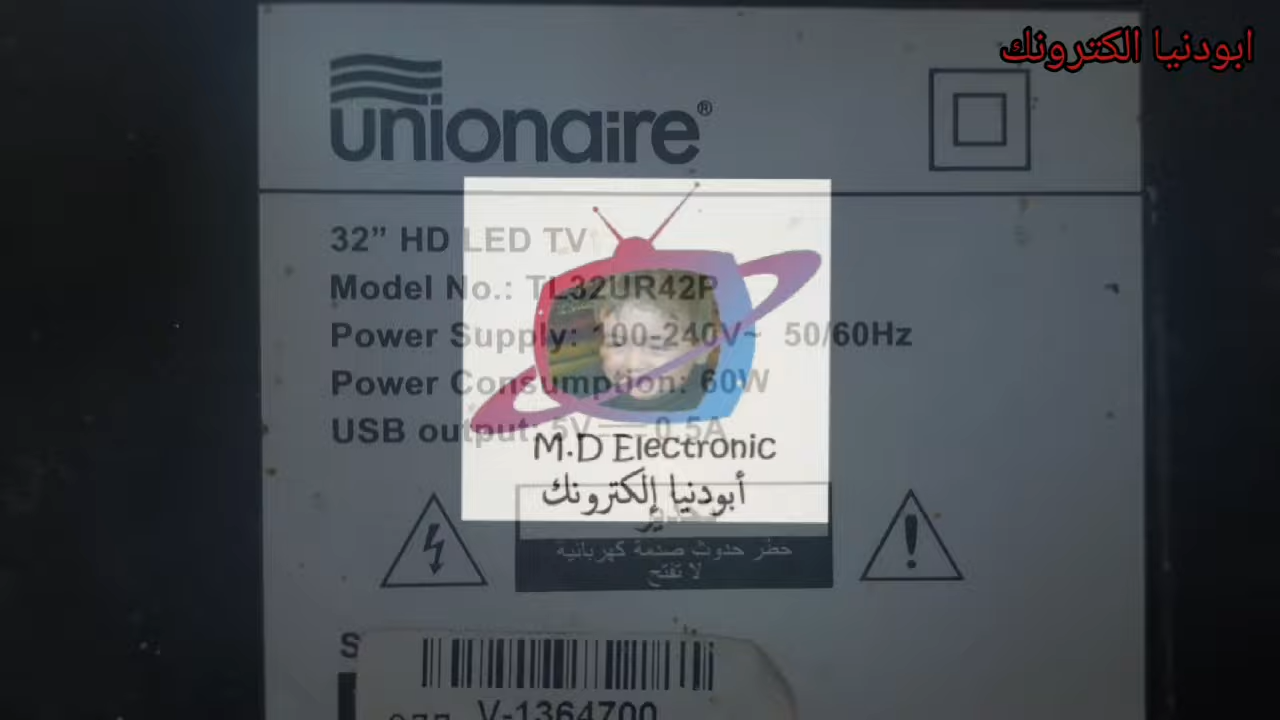 ابودنيا الكترونك
unionaire®
32” HD LED TV
Model No.: TL32UR42P
Power Supply: 100-240V~ 50/60Hz
Power Consumption: 60W
USB output: 5V 0.5A
M.D Electronic
أبودنيا إلكترونك
خطر حدوث صدمة كهربائية
لا تفتح
S
V-1364700